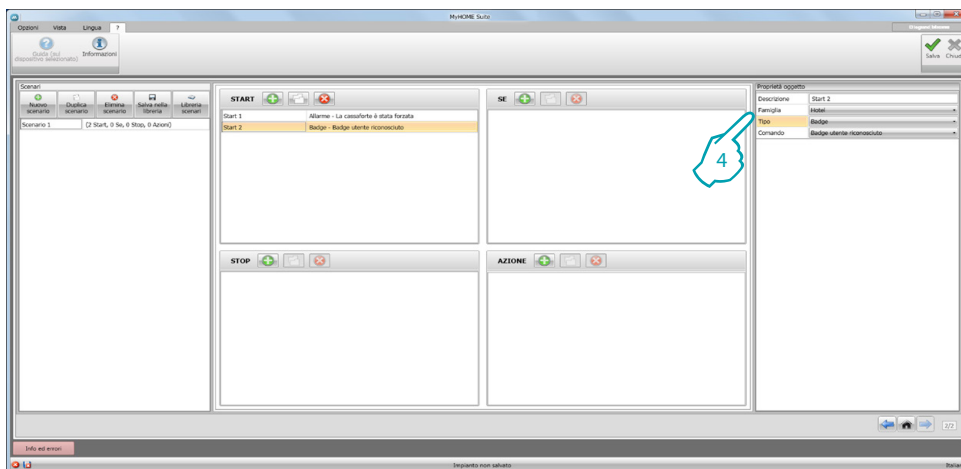 MyHOME Suite
Opzioni Vista Lingua ?
Guida (sul dispositivo selezionato)
Informazioni
Salva Chiudi
Scenari
Nuovo scenario
Duplica scenario
Elimina scenario
Salva nella libreria
Libreria scenari
Scenario 1 (2 Start, 0 Se, 0 Stop, 0 Azioni)
START
Start 1 Allarme - La cassaforte è stata forzata
Start 2 Badge - Badge utente riconosciuto
SE
STOP
AZIONE
Proprietà oggetto
Descrizione Start 2
Famiglia Hotel
Tipo Badge
Comando Badge utente riconosciuto
4
2/2
Info ed errori
Impianto non salvato
Italian